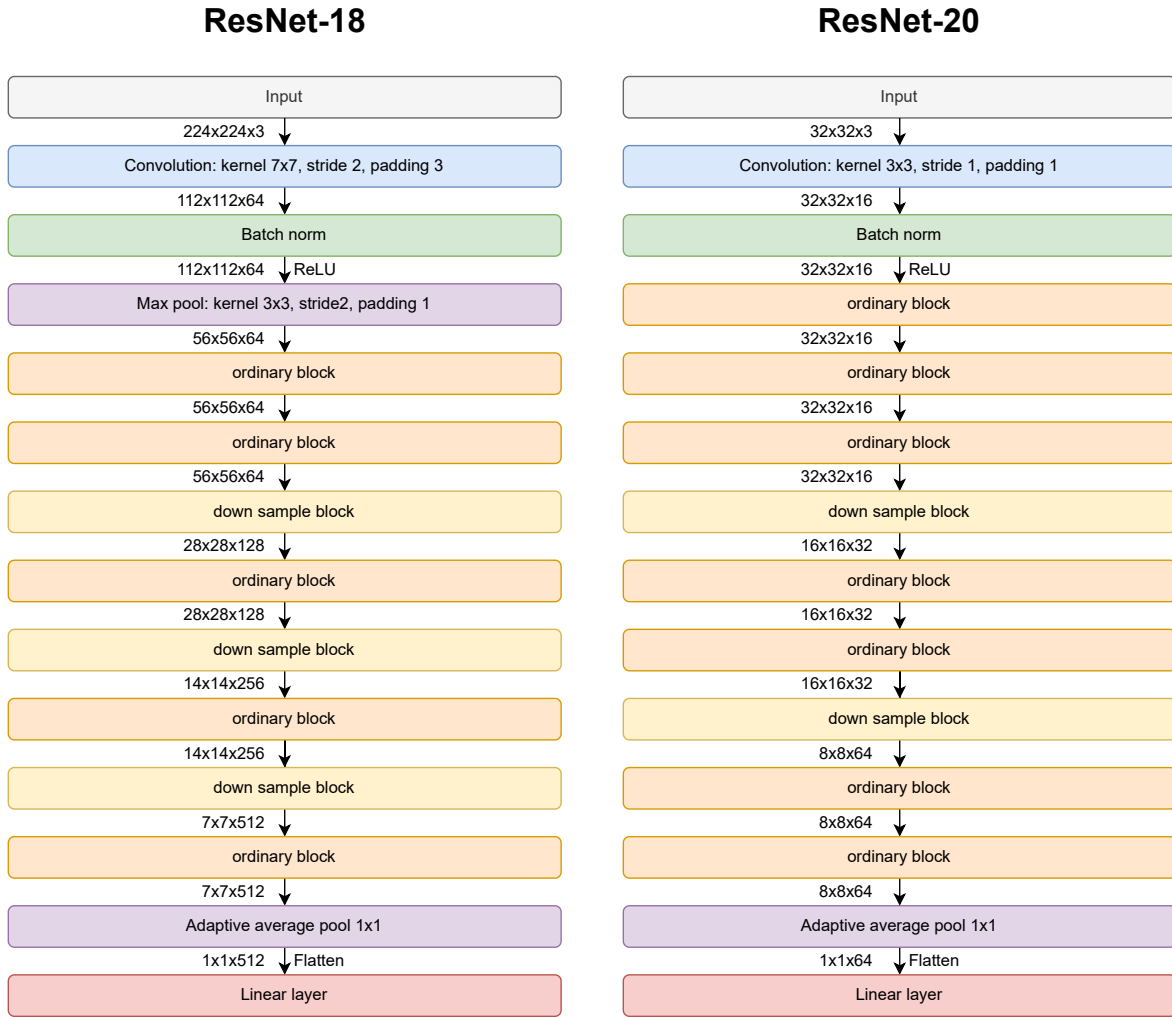 ResNet-18
Input
224x224x3
Convolution: kernel 7x7, stride 2, padding 3
112x112x64
Batch norm
112x112x64 ReLU
Max pool: kernel 3x3, stride2, padding 1
56x56x64
ordinary block
56x56x64
ordinary block
56x56x64
down sample block
28x28x128
ordinary block
28x28x128
down sample block
14x14x256
ordinary block
14x14x256
down sample block
7x7x512
ordinary block
7x7x512
Adaptive average pool 1x1
1x1x512 Flatten
Linear layer
ResNet-20
Input
32x32x3
Convolution: kernel 3x3, stride 1, padding 1
32x32x16
Batch norm
32x32x16 ReLU
ordinary block
32x32x16
ordinary block
32x32x16
ordinary block
32x32x16
down sample block
16x16x32
ordinary block
16x16x32
ordinary block
16x16x32
down sample block
8x8x64
ordinary block
8x8x64
ordinary block
8x8x64
Adaptive average pool 1x1
1x1x64 Flatten
Linear layer